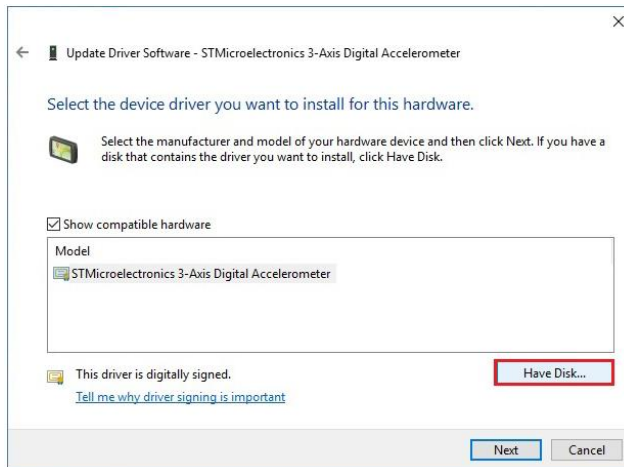 Update Driver Software - STMicroelectronics 3-Axis Digital Accelerometer
Select the device driver you want to install for this hardware.
Select the manufacturer and model of your hardware device and then click Next. If you have a
disk that contains the driver you want to install, click Have Disk.
Show compatible hardware
Model
STMicroelectronics 3-Axis Digital Accelerometer
This driver is digitally signed.
Have Disk...
Tell me why driver signing is important
Next
Cancel